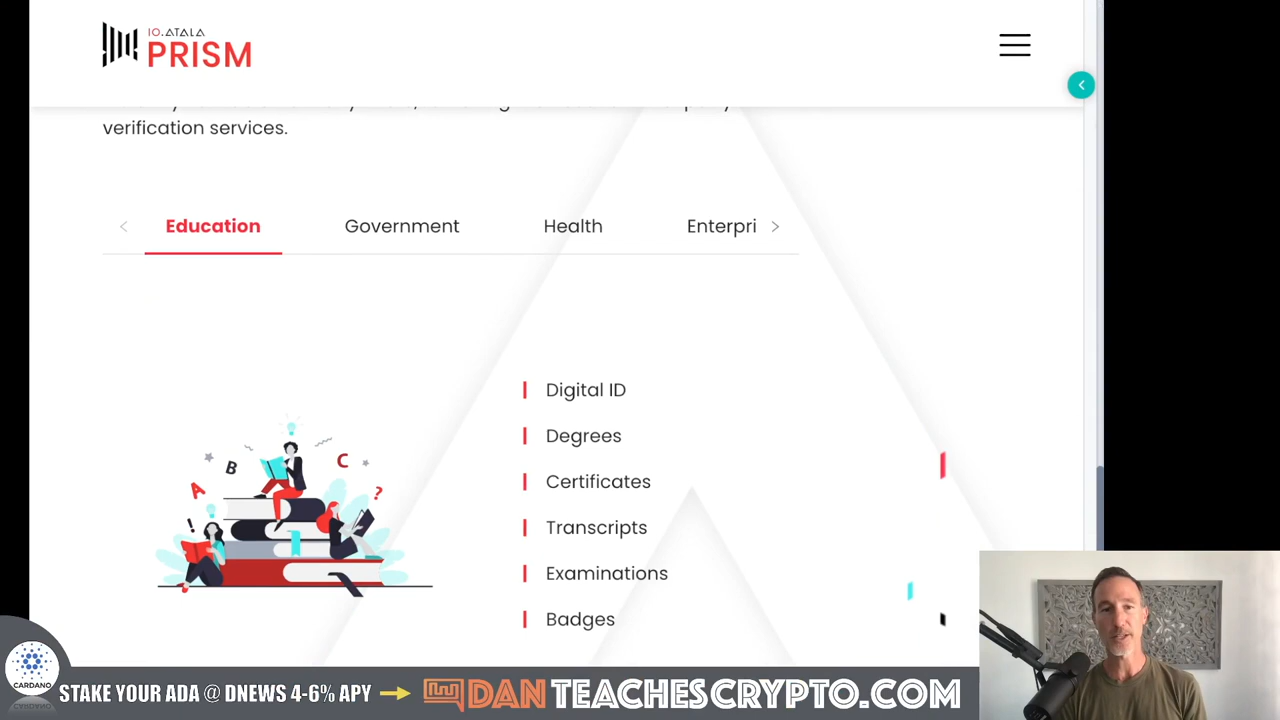 IO.ATALA
PRISM
verification services.
Education Government Health Enterpri
Digital ID
Degrees
Certificates
Transcripts
Examinations
Badges
A B C ? !
CARDANO
STAKE YOUR ADA @ DNEWS 4-6% APY
DANTEACHESCRYPTO.COM